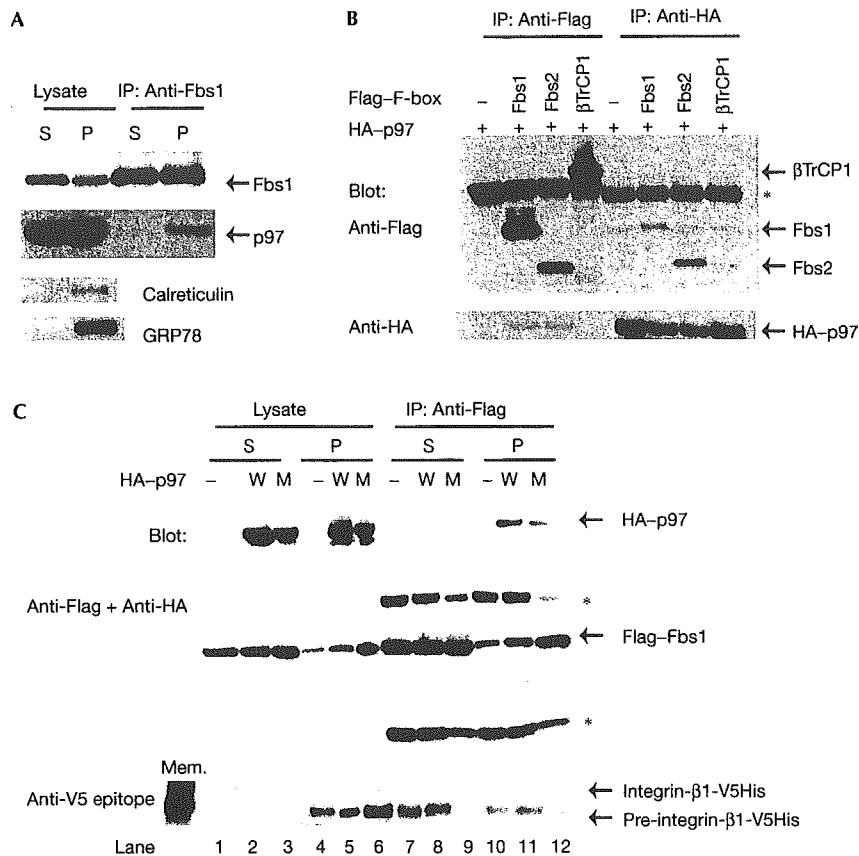 A
Lysate IP: Anti-Fbs1
S P S P
Fbs1
p97
Calreticulin
GRP78
B
IP: Anti-Flag IP: Anti-HA
Flag–F-box – Fbs1 Fbs2 βTrCP1 – Fbs1 Fbs2 βTrCP1
HA–p97 + + + + + + + +
βTrCP1
Blot: *
Anti-Flag Fbs1
Fbs2
Anti-HA HA–p97
C
Lysate IP: Anti-Flag
S P S P
HA–p97 – W M – W M – W M – W M
Blot: HA–p97
Anti-Flag + Anti-HA *
Flag–Fbs1
*
Mem.
Anti-V5 epitope Integrin-β1-V5His
Pre-integrin-β1-V5His
Lane 1 2 3 4 5 6 7 8 9 10 11 12